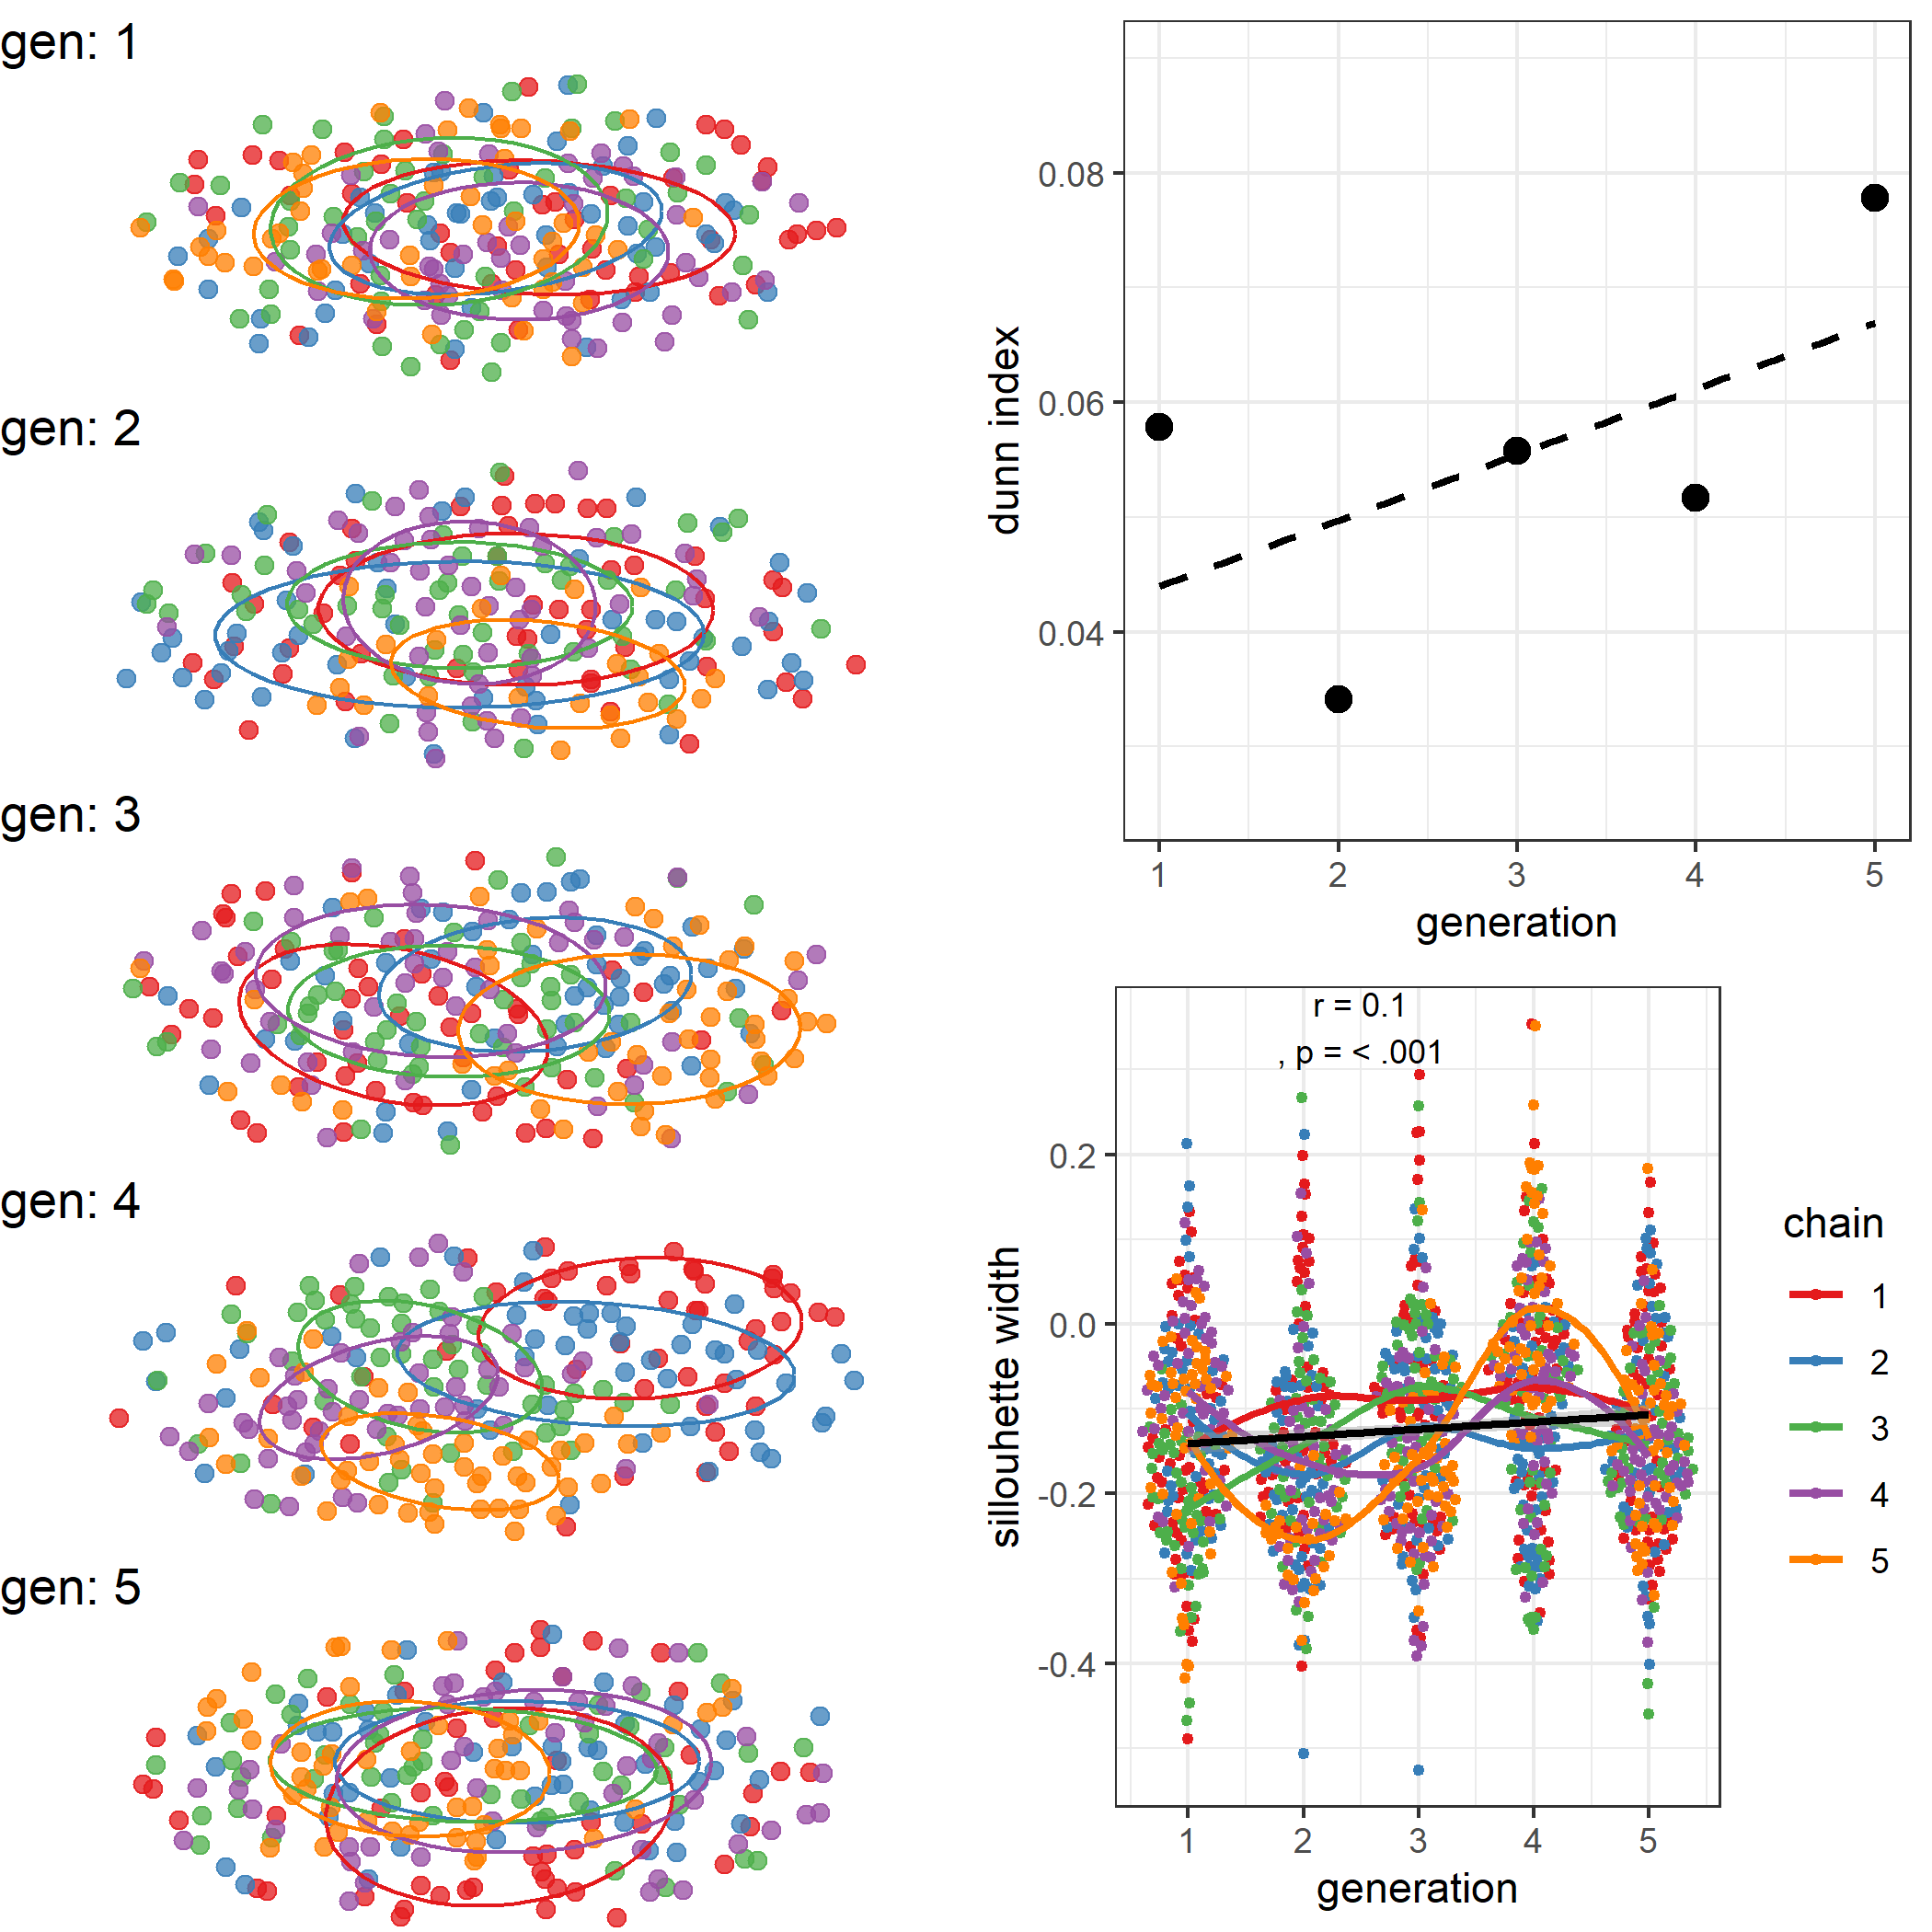 gen: 1
gen: 2
gen: 3
gen: 4
gen: 5
dunn index
0.08
0.06
0.04
1 2 3 4 5
generation
r = 0.1
, p = < .001
sillouhette width
0.2
0.0
-0.2
-0.4
1 2 3 4 5
generation
chain
1
2
3
4
5